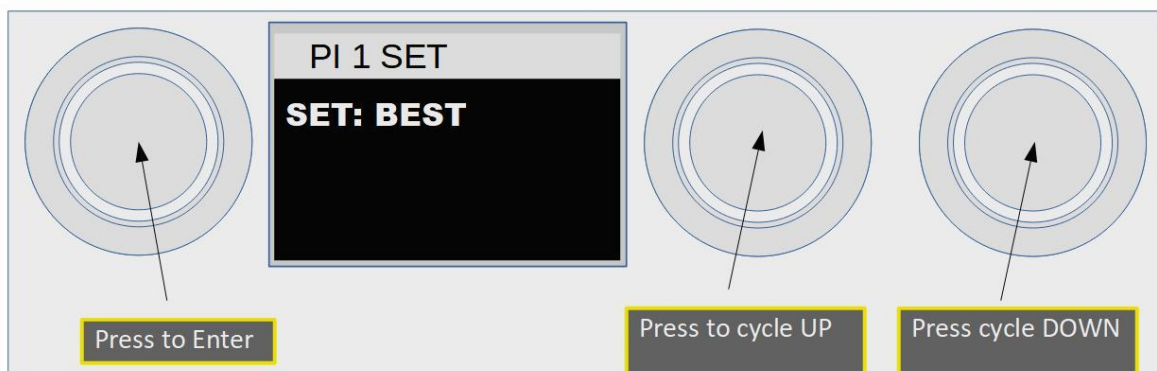 PI 1 SET
SET: BEST
Press to Enter
Press to cycle UP
Press cycle DOWN